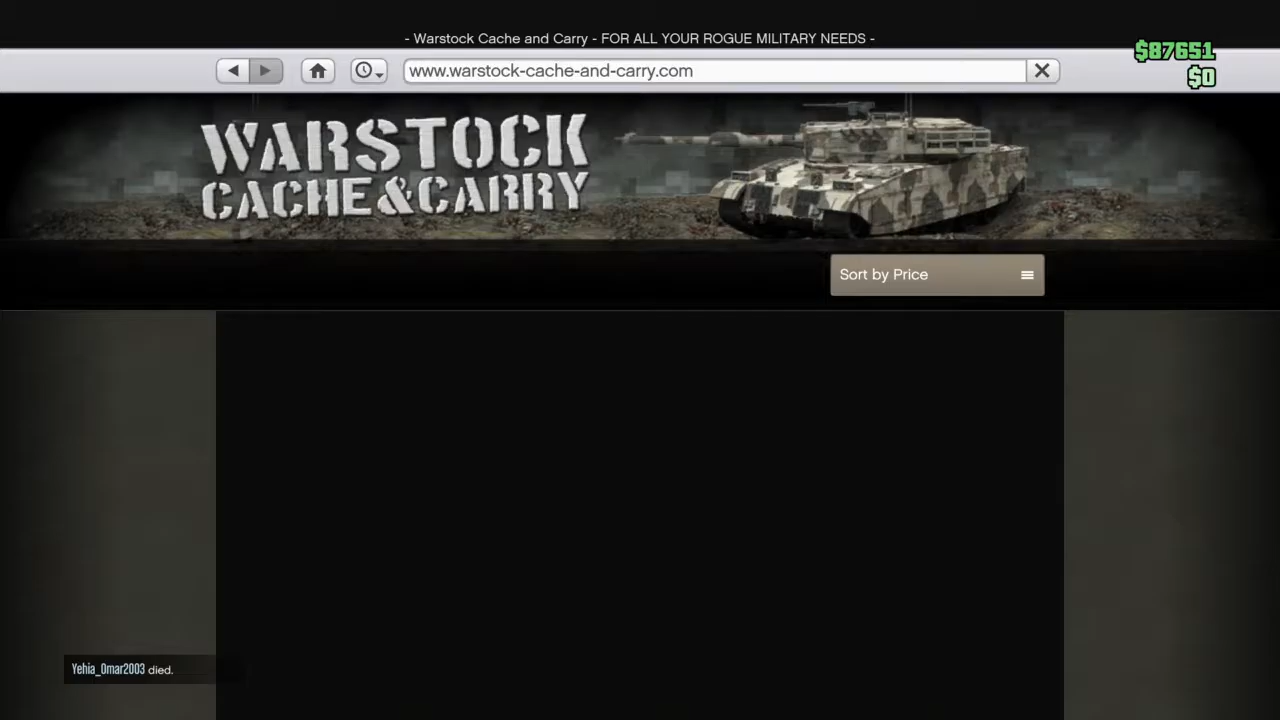 - Warstock Cache and Carry - FOR ALL YOUR ROGUE MILITARY NEEDS -
$87651
www.warstock-cache-and-carry.com
$0
WARSTOCK
CACHE&CARRY
Sort by Price
Yehia_Omar2003 died.